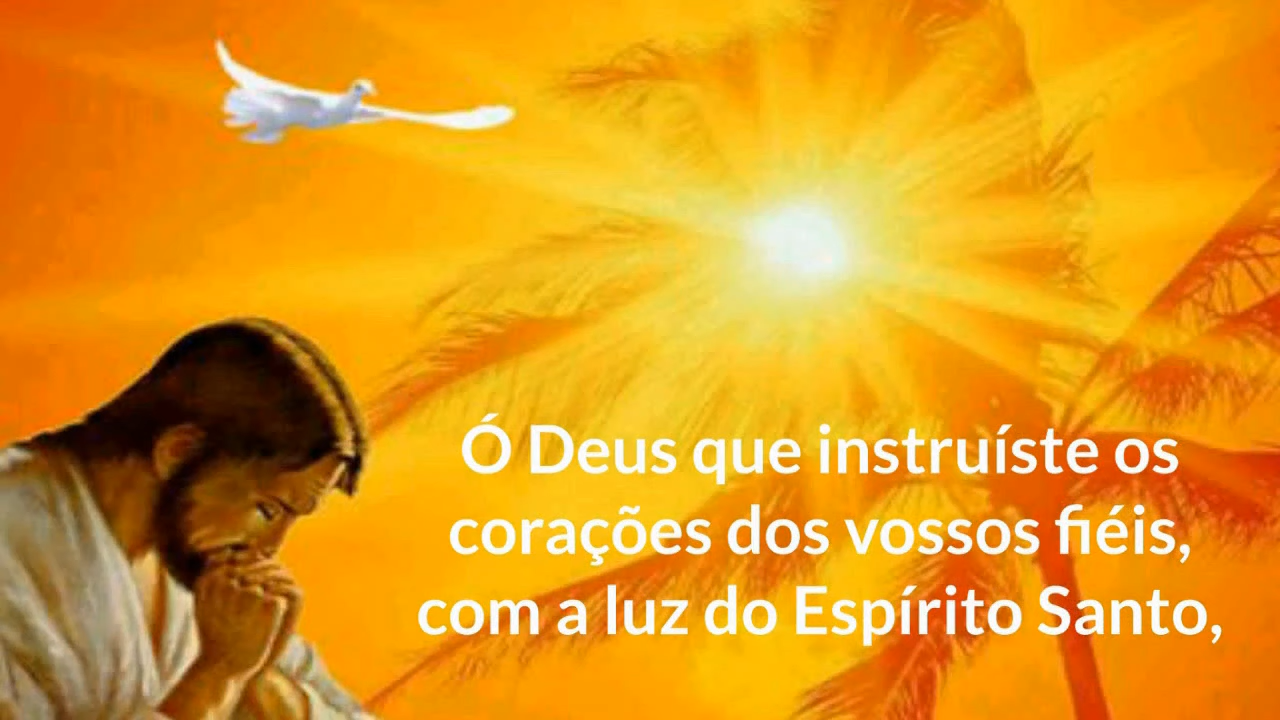 Ó Deus que instruíste os
corações dos vossos fiéis,
com a luz do Espírito Santo,